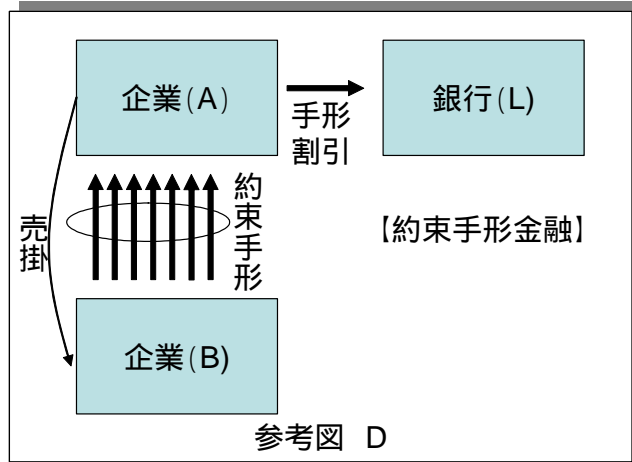 企業(A)
銀行(L)
手形
割引
約束手形
売掛
【約束手形金融】
企業(B)
参考図 D